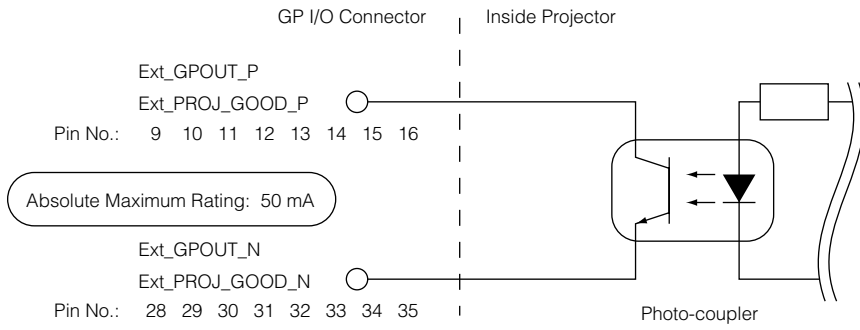 GP I/O Connector
Inside Projector
Ext_GPOUT_P
Ext_PROJ_GOOD_P
Pin No.: 9 10 11 12 13 14 15 16
Absolute Maximum Rating: 50 mA
Ext_GPOUT_N
Ext_PROJ_GOOD_N
Pin No.: 28 29 30 31 32 33 34 35
Photo-coupler